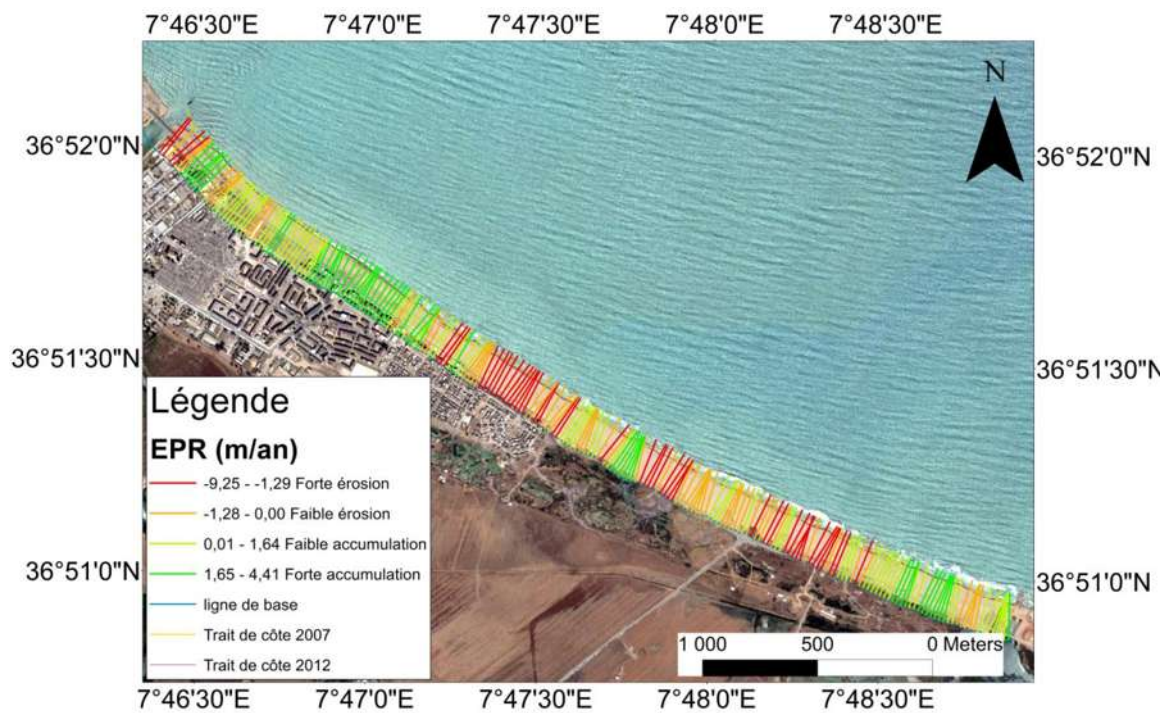 7°46'30"E 7°47'0"E 7°47'30"E 7°48'0"E 7°48'30"E
N
36°52'0"N 36°52'0"N
36°51'30"N 36°51'30"N
Légende
EPR (m/an)
-9,25 - -1,29 Forte érosion
-1,28 - 0,00 Faible érosion
0,01 - 1,64 Faible accumulation
1,65 - 4,41 Forte accumulation
ligne de base
Trait de côte 2007
Trait de côte 2012
36°51'0"N 36°51'0"N
1 000 500 0 Meters
7°46'30"E 7°47'0"E 7°47'30"E 7°48'0"E 7°48'30"E